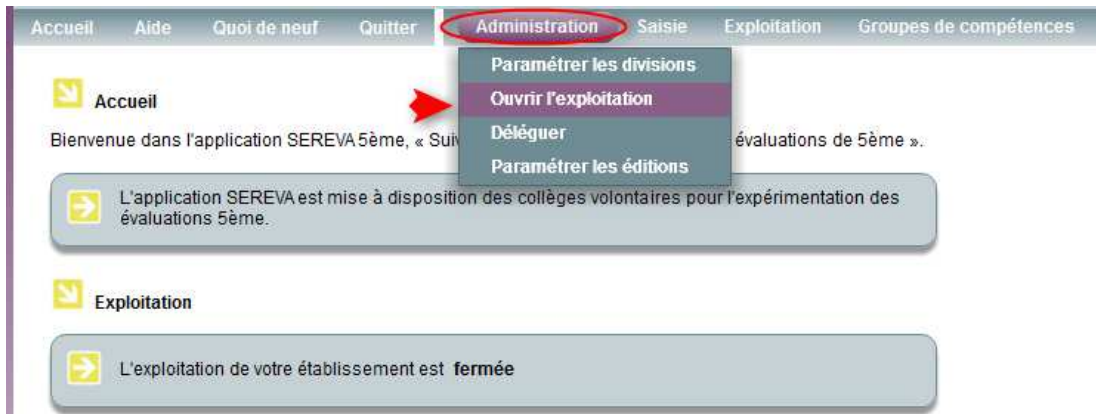 Accueil Aide Quoi de neuf Quitter Administration Saisie Exploitation Groupes de compétences
Paramétrer les divisions
Ouvrir l'exploitation
Déléguer
Paramétrer les éditions
Accueil
Bienvenue dans l'application SEREVA 5ème, « Sui évaluations de 5ème ».
L'application SEREVA est mise à disposition des collèges volontaires pour l'expérimentation des
évaluations 5ème.
Exploitation
L'exploitation de votre établissement est fermée